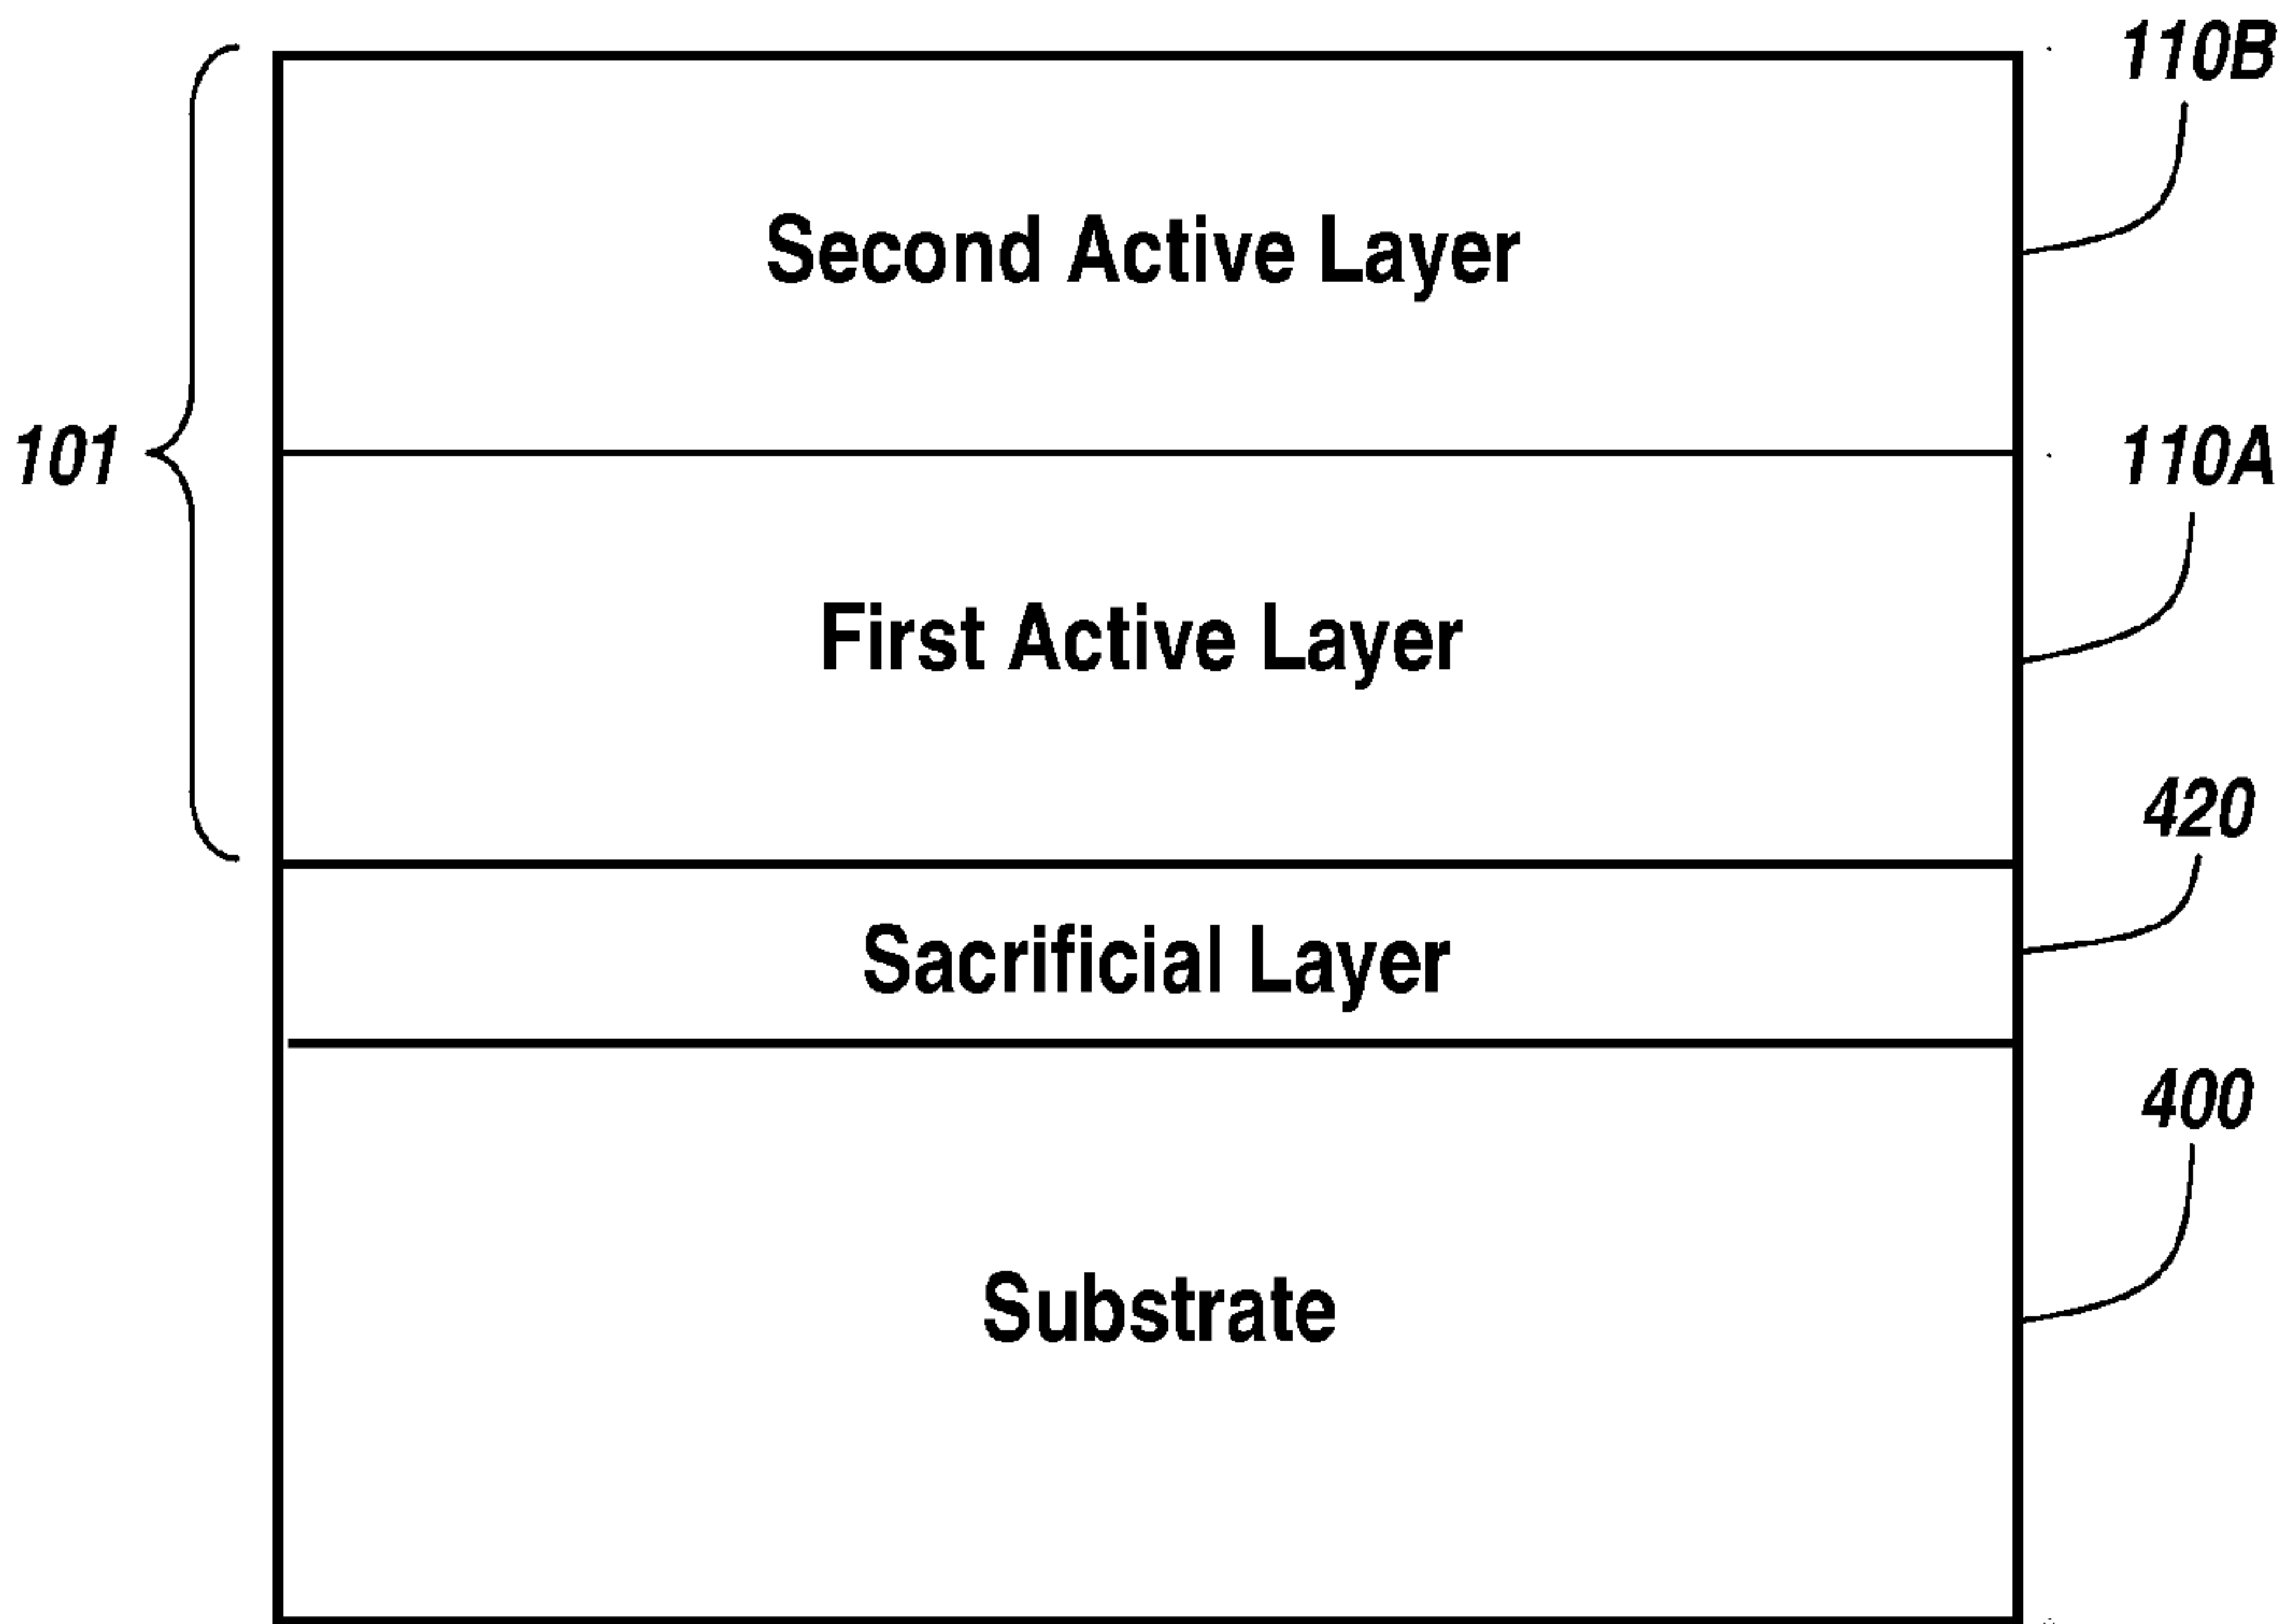 110B
Second Active Layer
101
110A
First Active Layer
420
Sacrificial Layer
400
Substrate